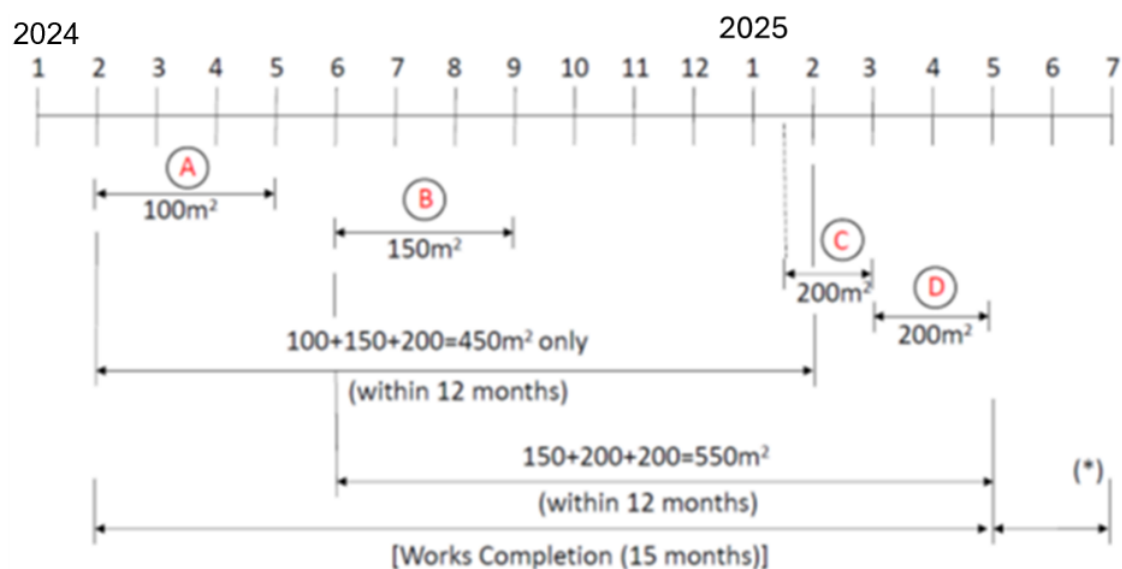 2024
2025
1 2 3 4 5 6 7 8 9 10 11 12 1 2 3 4 5 6 7
A
100m²
B
150m²
C
200m²
D
200m²
100+150+200=450m² only
(within 12 months)
150+200+200=550m²
(*)
(within 12 months)
[Works Completion (15 months)]